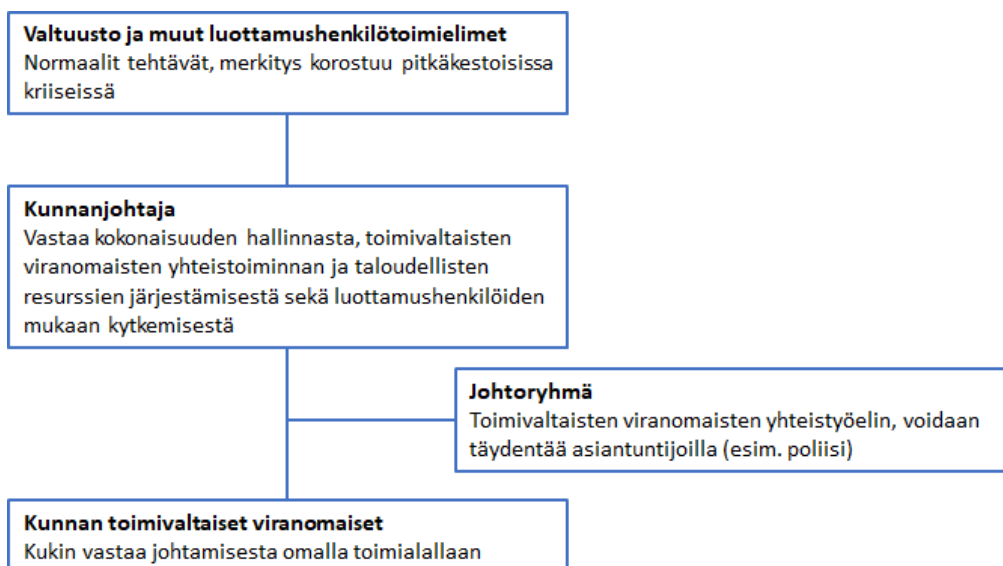 Valtuusto ja muut luottamushenkilötoimielimet
Normaalit tehtävät, merkitys korostuu pitkäkestoisissa
kriiseissä
Kunnanjohtaja
Vastaa kokonaisuuden hallinnasta, toimivaltaisten
viranomaisten yhteistoiminnan ja taloudellisten
resurssien järjestämisestä sekä luottamushenkilöiden
mukaan kytkemisestä
Johtoryhmä
Toimivaltaisten viranomaisten yhteistyöelin, voidaan
täydentää asiantuntijoilla (esim. poliisi)
Kunnan toimivaltaiset viranomaiset
Kukin vastaa johtamisesta omalla toimialallaan